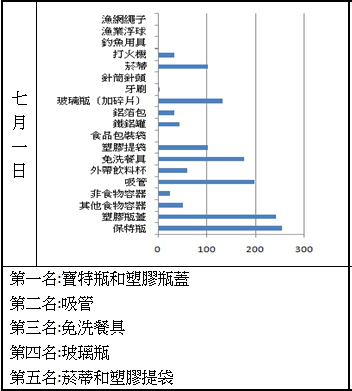 七月一日
漁網繩子
漁業浮球
釣魚用具
打火機
菸蒂
針筒針頭
牙刷
玻璃瓶（加碎片）
鋁箔包
鐵鋁罐
食品包裝袋
塑膠提袋
免洗餐具
外帶飲料杯
吸管
非食物容器
其他食物容器
塑膠瓶蓋
保特瓶
0 100 200 300
第一名:寶特瓶和塑膠瓶蓋
第二名:吸管
第三名:免洗餐具
第四名:玻璃瓶
第五名:菸蒂和塑膠提袋